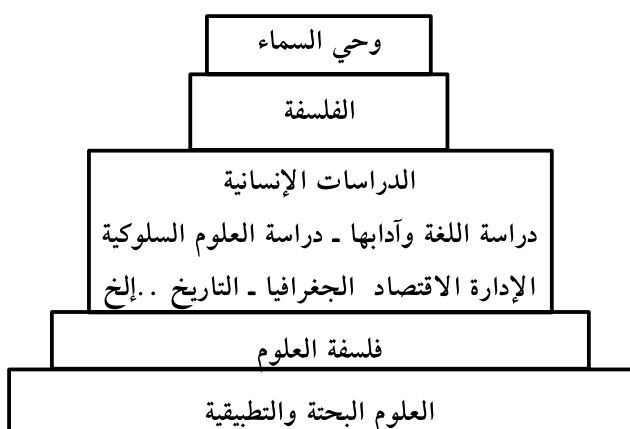 وحي السماء
الفلسفة
الدراسات الإنسانية
دراسة اللغة وآدابها ـ دراسة العلوم السلوكية
الإدارة الاقتصاد الجغرافيا ـ التاريخ ..إلخ
فلسفة العلوم
العلوم البحتة والتطبيقية